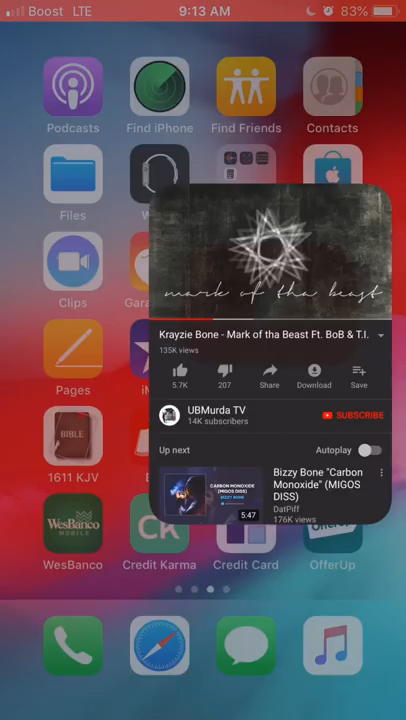 Boost LTE 9:13 AM 83%
Podcasts Find iPhone Find Friends Contacts
Files
mark of tha beast
Clips Gara
Krayzie Bone - Mark of tha Beast Ft. BoB & T.I.
135K views
5.7K 207 Share Download Save
Pages iM
UBMurda TV
14K subscribers
SUBSCRIBE
BIBLE
1611 KJV
Up next Autoplay
CARBON MONOXIDE
(MIGOS DISS)
BIZZY BONE
5:47
Bizzy Bone "Carbon
Monoxide" (MIGOS
DISS)
DatPiff
176K views
WesBanco
MOBILE
CK
WesBanco Credit Karma Credit Card OfferUp